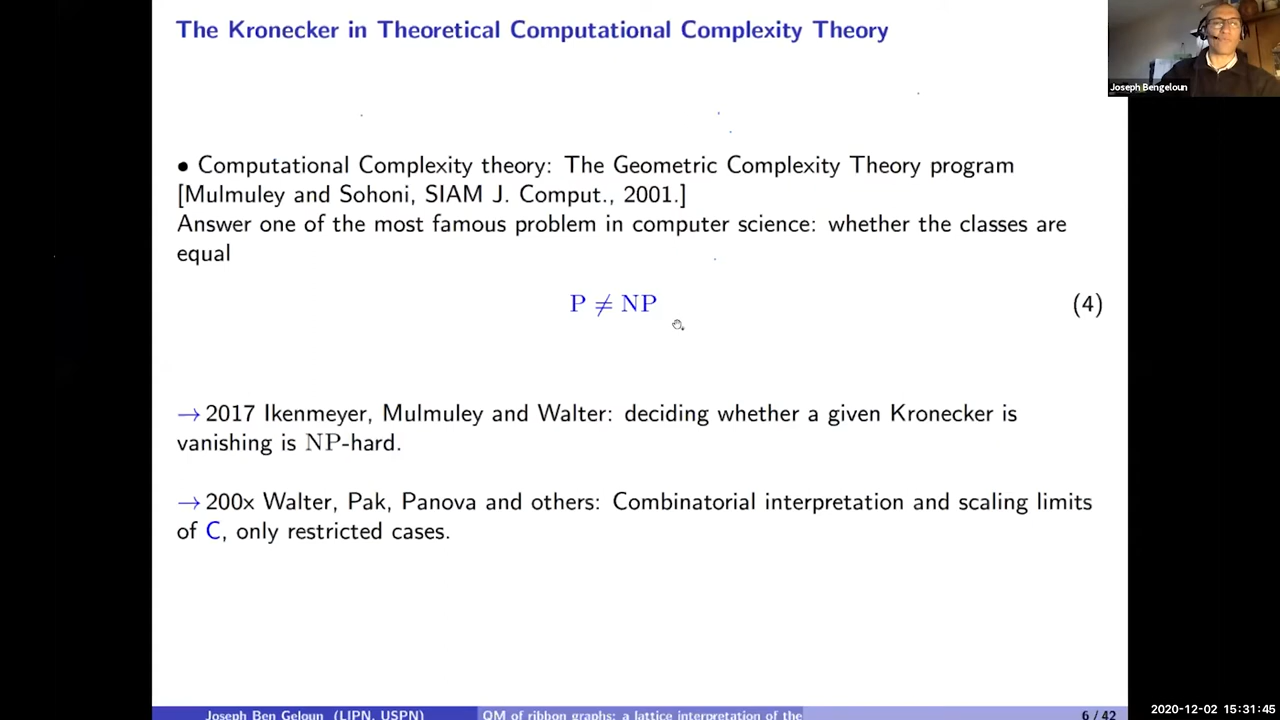 The Kronecker in Theoretical Computational Complexity Theory
Joseph Bengeloun
• Computational Complexity theory: The Geometric Complexity Theory program
[Mulmuley and Sohoni, SIAM J. Comput., 2001.]
Answer one of the most famous problem in computer science: whether the classes are
equal
P ≠ NP (4)
→ 2017 Ikenmeyer, Mulmuley and Walter: deciding whether a given Kronecker is
vanishing is NP-hard.
→ 200x Walter, Pak, Panova and others: Combinatorial interpretation and scaling limits
of C, only restricted cases.
Joseph Ben Geloun (LIPN, USPN) QM of ribbon graphs: a lattice interpretation of the 6 / 42
2020-12-02 15:31:45